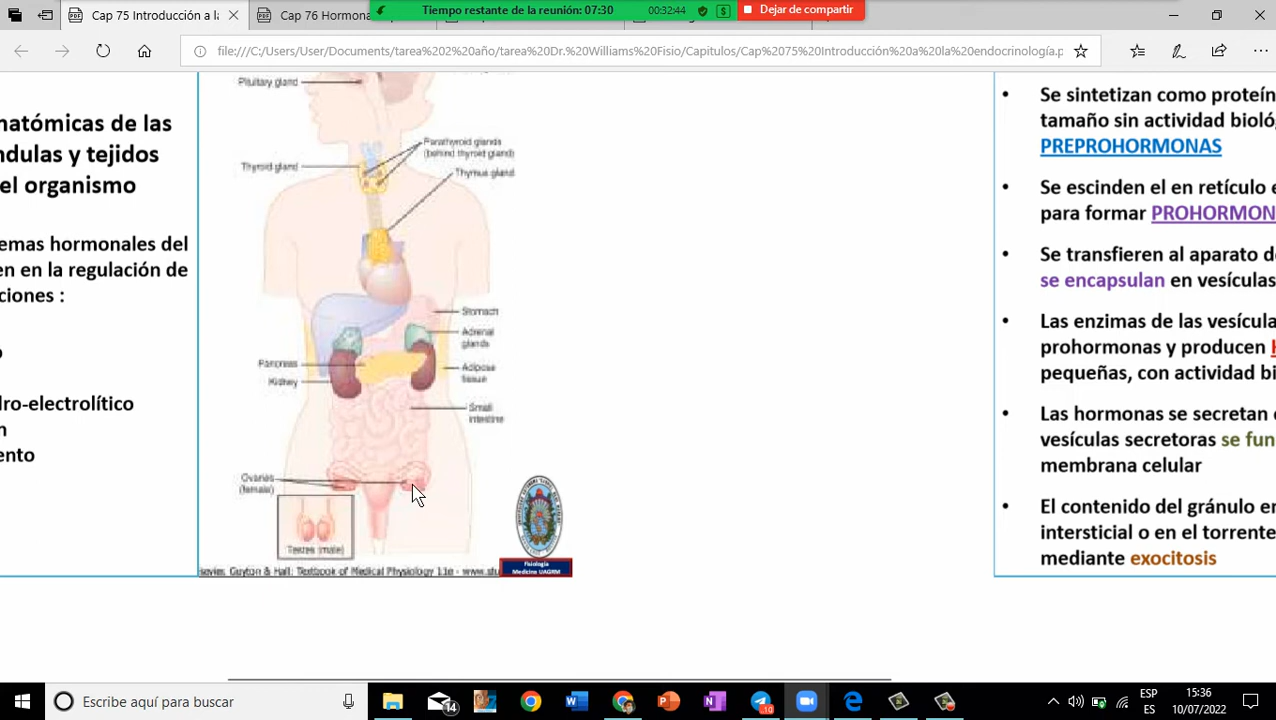 Cap 75 Introducción a l
Cap 76 Hormona
Tiempo restante de la reunión: 07:30
00:32:44
Dejar de compartir
file:///C:/Users/User/Documents/tarea%202%20año/tarea%20Dr.%20Williams%20Fisio/Capitulos/Cap%2075%20Introducción%20a%20la%20endocrinología.p
natómicas de las
ndulas y tejidos
el organismo
emas hormonales del
en en la regulación de
ciones :
o
dro-electrolítico
n
ento
Pituitary gland
Parathyroid glands
(behind thyroid gland)
Thyroid gland
Thymus gland
Stomach
Adrenal
glands
Pancreas
Kidney
Adipose
tissue
Small
intestine
Ovaries
(female)
Testes (male)
sevier. Guyton & Hall: Textbook of Medical Physiology 11e - www.stu
Fisiología
Medicine UAGRM
• Se sintetizan como proteín
tamaño sin actividad bioló
PREPROHORMONAS
• Se escinden el en retículo e
para formar PROHORMON
• Se transfieren al aparato d
se encapsulan en vesículas
• Las enzimas de las vesícula
prohormonas y producen H
pequeñas, con actividad bi
• Las hormonas se secretan
vesículas secretoras se fun
membrana celular
• El contenido del gránulo en
intersticial o en el torrente
mediante exocitosis
Escribe aquí para buscar
14
10
ESP
ES
15:36
10/07/2022